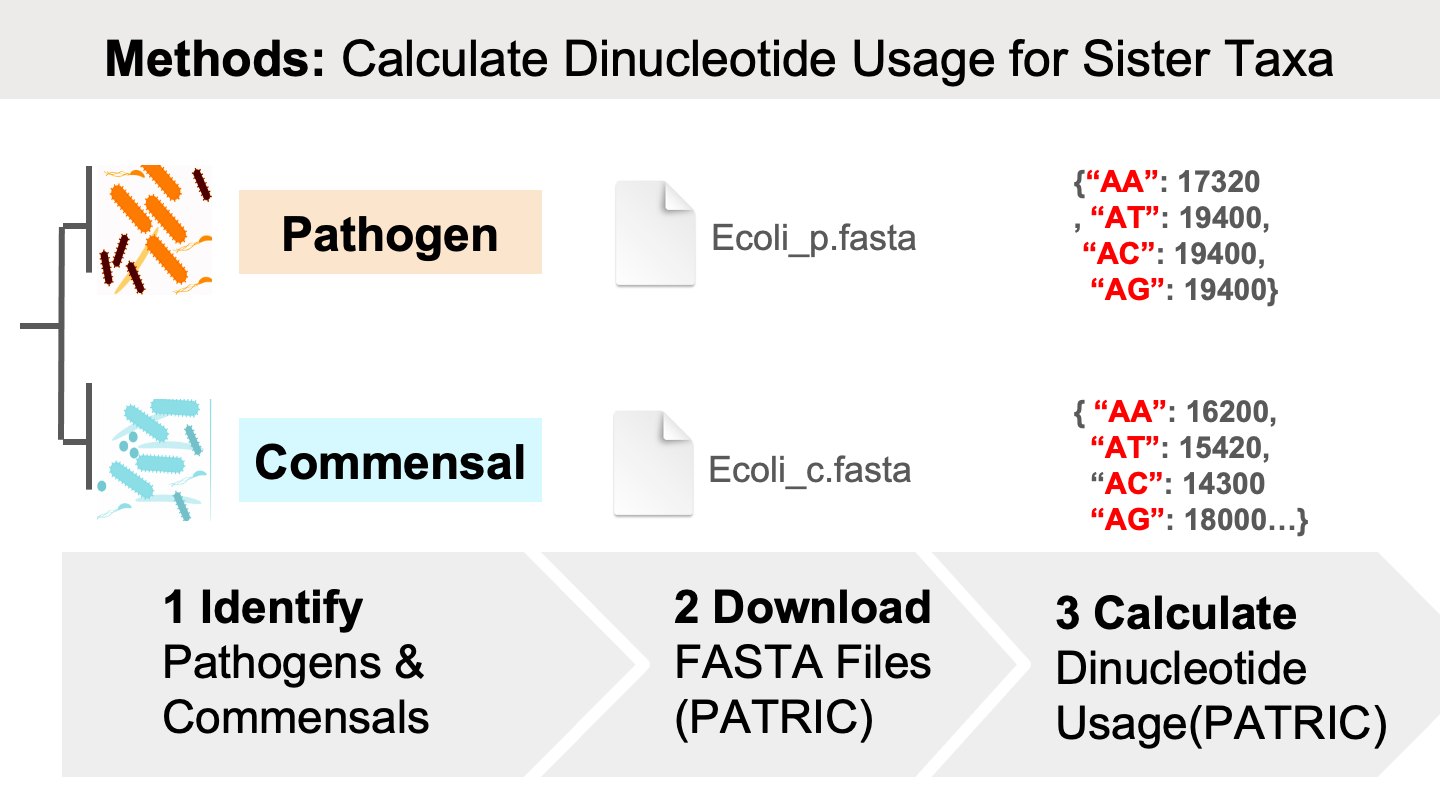 Methods: Calculate Dinucleotide Usage for Sister Taxa
Pathogen
Ecoli_p.fasta
{“AA”: 17320
, “AT”: 19400,
“AC”: 19400,
“AG”: 19400}
Commensal
Ecoli_c.fasta
{ “AA”: 16200,
“AT”: 15420,
“AC”: 14300
“AG”: 18000…}
1 Identify
Pathogens &
Commensals
2 Download
FASTA Files
(PATRIC)
3 Calculate
Dinucleotide
Usage(PATRIC)